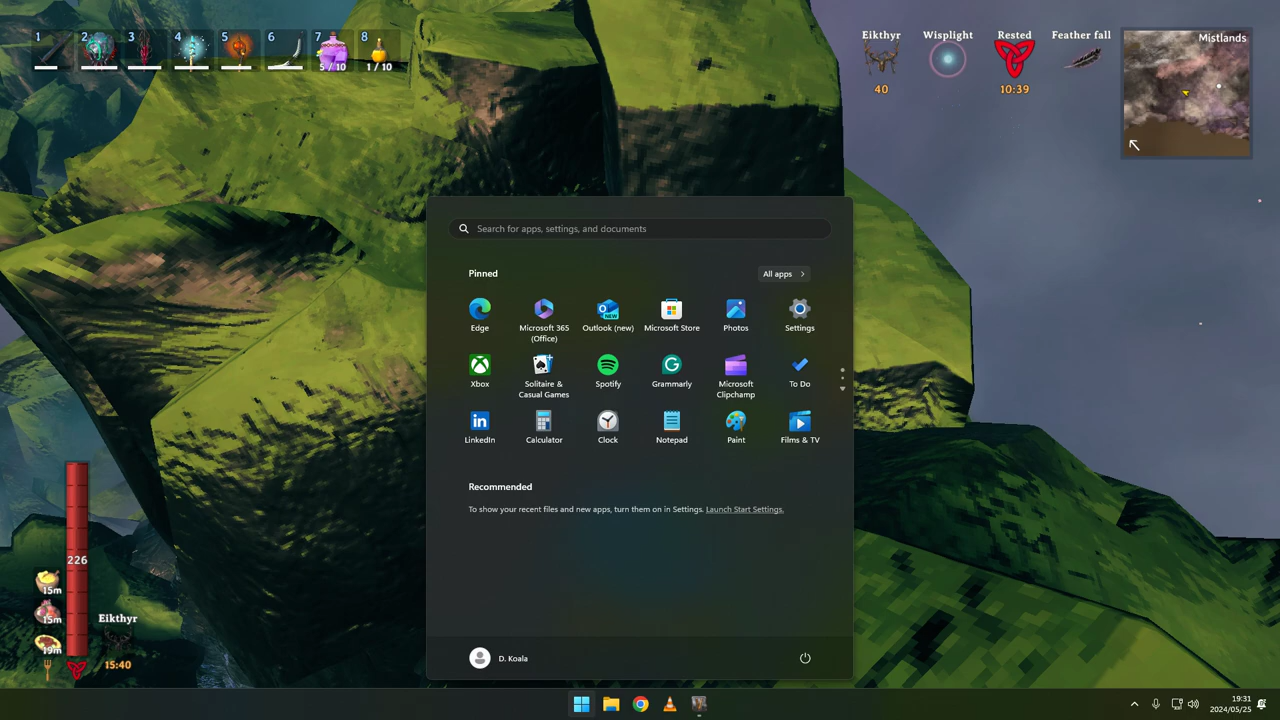 1 2 3 4 5 6 7 8
5 / 10 1 / 10
Eikthyr Wisplight Rested Feather fall
40 10:39
Mistlands
Search for apps, settings, and documents
Pinned All apps
Edge Microsoft 365 (Office) Outlook (new) Microsoft Store Photos Settings
Xbox Solitaire & Casual Games Spotify Grammarly Microsoft Clipchamp To Do
LinkedIn Calculator Clock Notepad Paint Films & TV
Recommended
To show your recent files and new apps, turn them on in Settings. Launch Start Settings.
226
15m
15m
19m
Eikthyr
15:40
D. Koala
19:31
2024/05/25